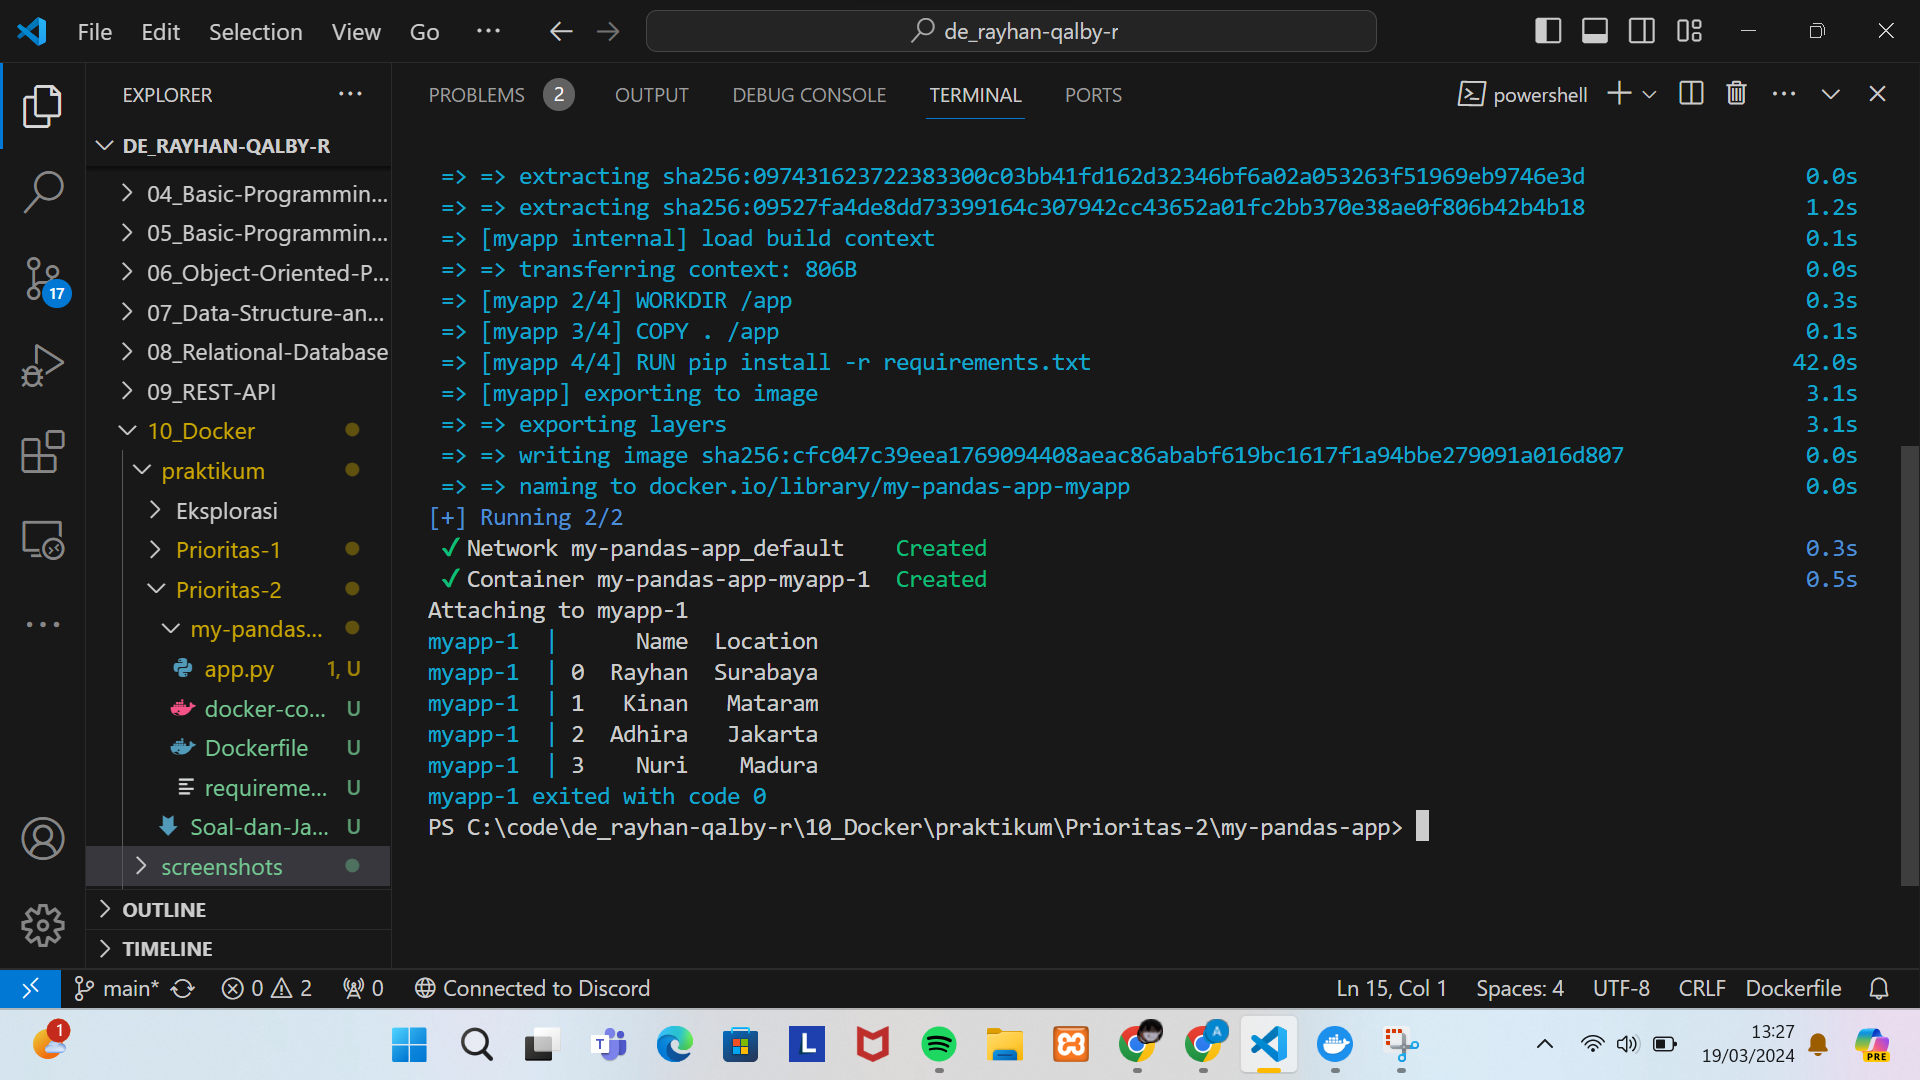 File Edit Selection View Go ··· de_rayhan-qalby-r
EXPLORER ···
DE_RAYHAN-QALBY-R
04_Basic-Programmin...
05_Basic-Programmin...
06_Object-Oriented-P...
07_Data-Structure-an...
08_Relational-Database
09_REST-API
10_Docker
praktikum
Eksplorasi
Prioritas-1
Prioritas-2
my-pandas...
app.py 1, U
docker-co... U
Dockerfile U
requireme... U
Soal-dan-Ja... U
screenshots
OUTLINE
TIMELINE
17
PROBLEMS 2 OUTPUT DEBUG CONSOLE TERMINAL PORTS powershell
=> => extracting sha256:097431623722383300c03bb41fd162d32346bf6a02a053263f51969eb9746e3d 0.0s
=> => extracting sha256:09527fa4de8dd73399164c307942cc43652a01fc2bb370e38ae0f806b42b4b18 1.2s
=> [myapp internal] load build context 0.1s
=> => transferring context: 806B 0.0s
=> [myapp 2/4] WORKDIR /app 0.3s
=> [myapp 3/4] COPY . /app 0.1s
=> [myapp 4/4] RUN pip install -r requirements.txt 42.0s
=> [myapp] exporting to image 3.1s
=> => exporting layers 3.1s
=> => writing image sha256:cfc047c39eea1769094408aeac86ababf619bc1617f1a94bbe279091a016d807 0.0s
=> => naming to docker.io/library/my-pandas-app-myapp 0.0s
[+] Running 2/2
✔ Network my-pandas-app_default Created 0.3s
✔ Container my-pandas-app-myapp-1 Created 0.5s
Attaching to myapp-1
myapp-1 | Name Location
myapp-1 | 0 Rayhan Surabaya
myapp-1 | 1 Kinan Mataram
myapp-1 | 2 Adhira Jakarta
myapp-1 | 3 Nuri Madura
myapp-1 exited with code 0
PS C:\code\de_rayhan-qalby-r\10_Docker\praktikum\Prioritas-2\my-pandas-app>
main* 0 2 0 Connected to Discord Ln 15, Col 1 Spaces: 4 UTF-8 CRLF Dockerfile
1 T L A 13:27 PRE
19/03/2024